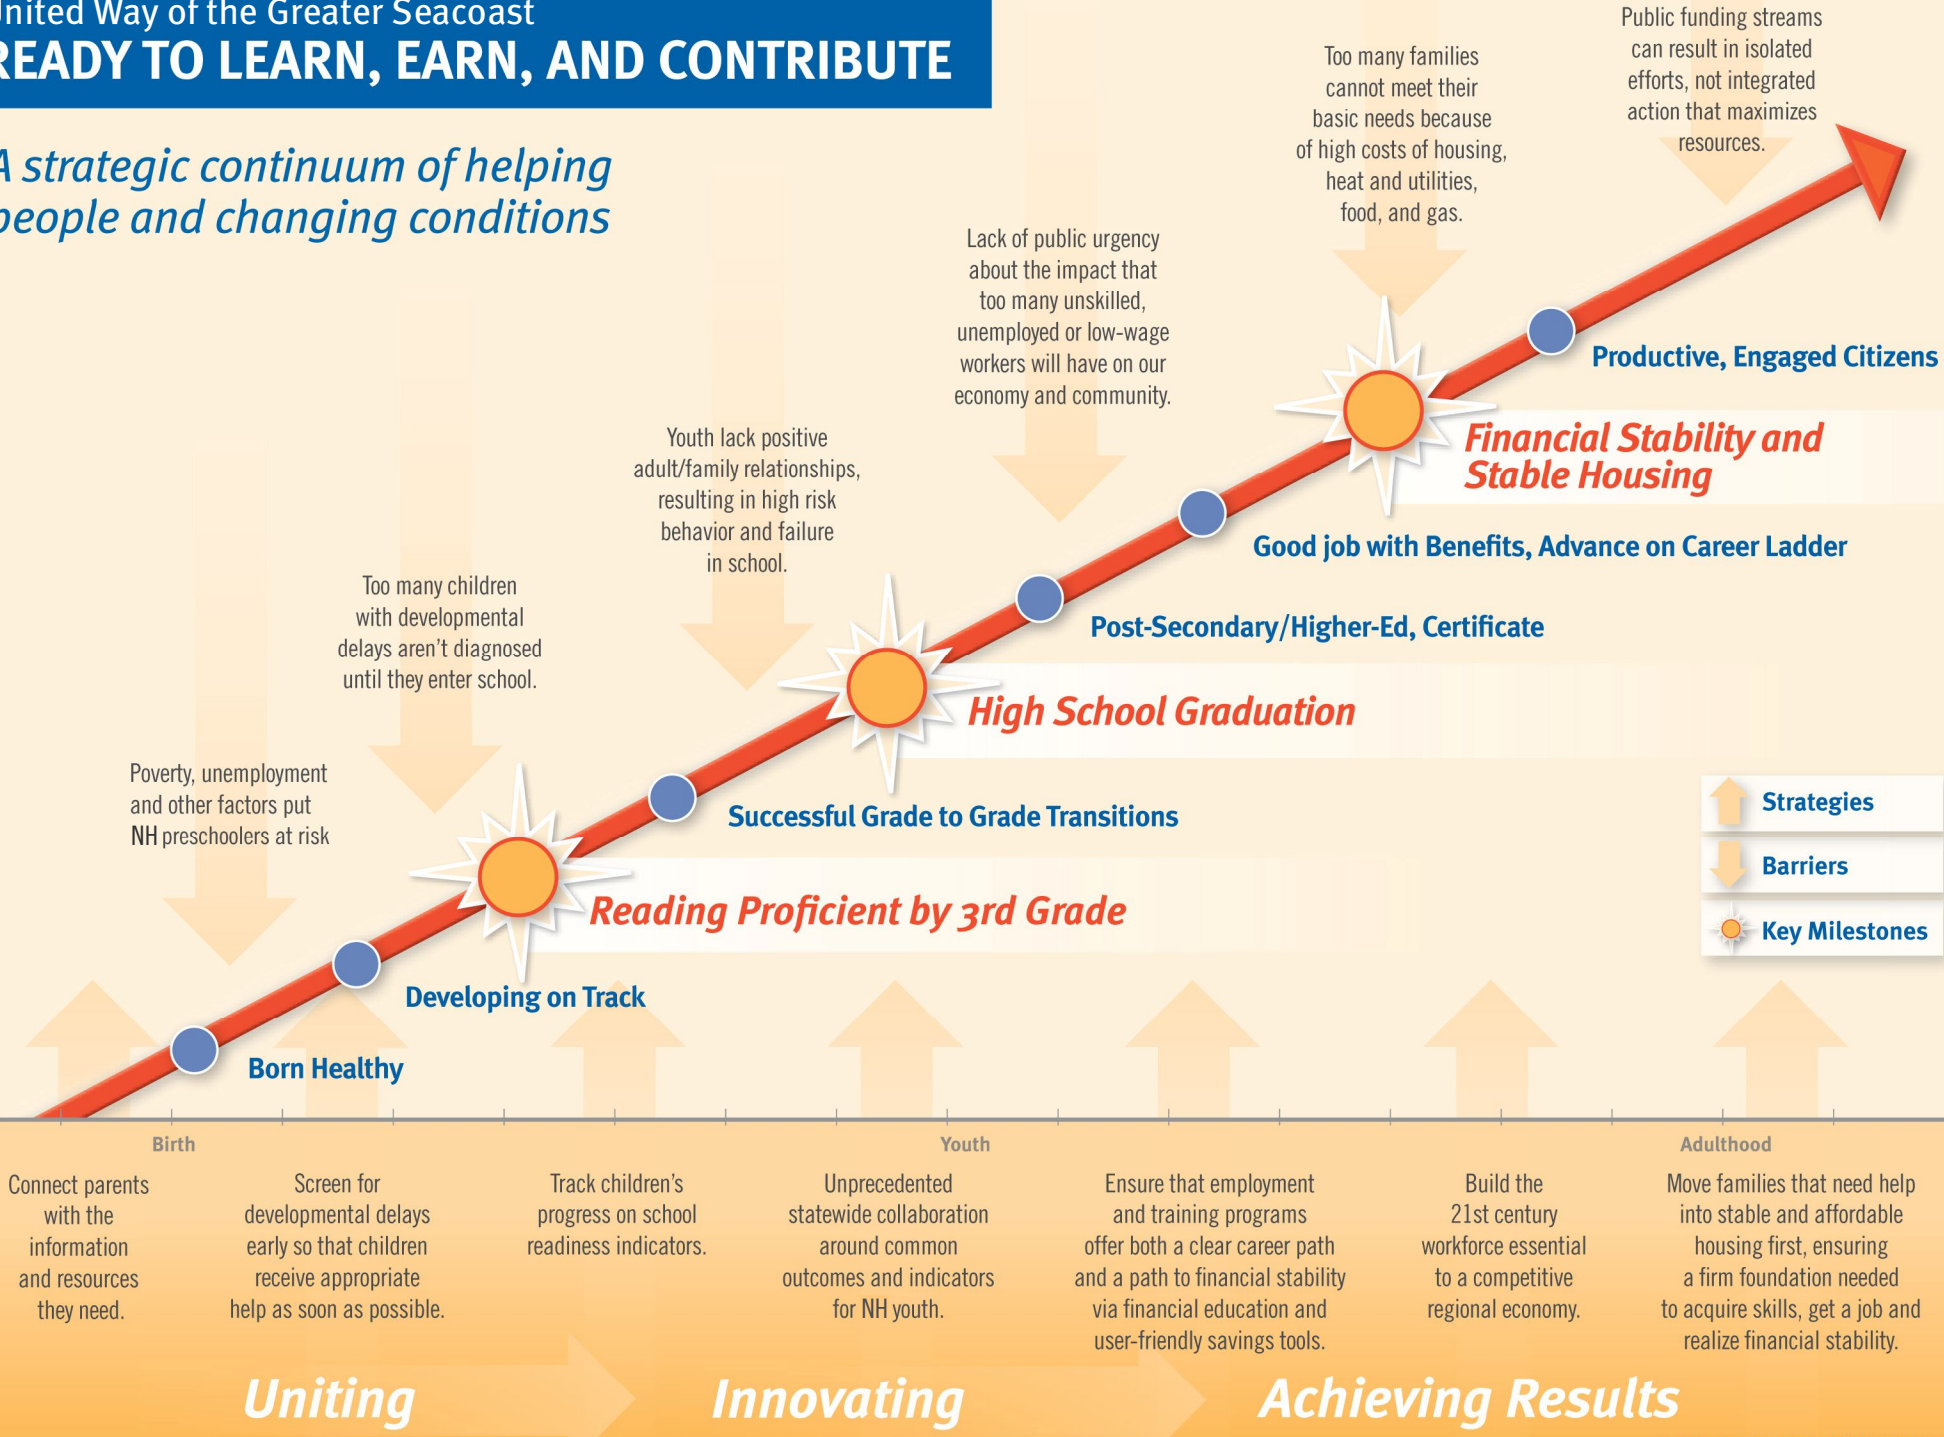 United Way of the Greater Seacoast
READY TO LEARN, EARN, AND CONTRIBUTE
A strategic continuum of helping
people and changing conditions
Public funding streams
can result in isolated
efforts, not integrated
action that maximizes
resources.
Too many families
cannot meet their
basic needs because
of high costs of housing,
heat and utilities,
food, and gas.
Lack of public urgency
about the impact that
too many unskilled,
unemployed or low-wage
workers will have on our
economy and community.
Youth lack positive
adult/family relationships,
resulting in high risk
behavior and failure
in school.
Too many children
with developmental
delays aren't diagnosed
until they enter school.
Poverty, unemployment
and other factors put
NH preschoolers at risk
Productive, Engaged Citizens
Financial Stability and
Stable Housing
Good job with Benefits, Advance on Career Ladder
Post-Secondary/Higher-Ed, Certificate
High School Graduation
Successful Grade to Grade Transitions
Reading Proficient by 3rd Grade
Developing on Track
Born Healthy
Strategies
Barriers
Key Milestones
Birth
Youth
Adulthood
Connect parents
with the
information
and resources
they need.
Screen for
developmental delays
early so that children
receive appropriate
help as soon as possible.
Track children's
progress on school
readiness indicators.
Unprecedented
statewide collaboration
around common
outcomes and indicators
for NH youth.
Ensure that employment
and training programs
offer both a clear career path
and a path to financial stability
via financial education and
user-friendly savings tools.
Build the
21st century
workforce essential
to a competitive
regional economy.
Move families that need help
into stable and affordable
housing first, ensuring
a firm foundation needed
to acquire skills, get a job and
realize financial stability.
Uniting
Innovating
Achieving Results